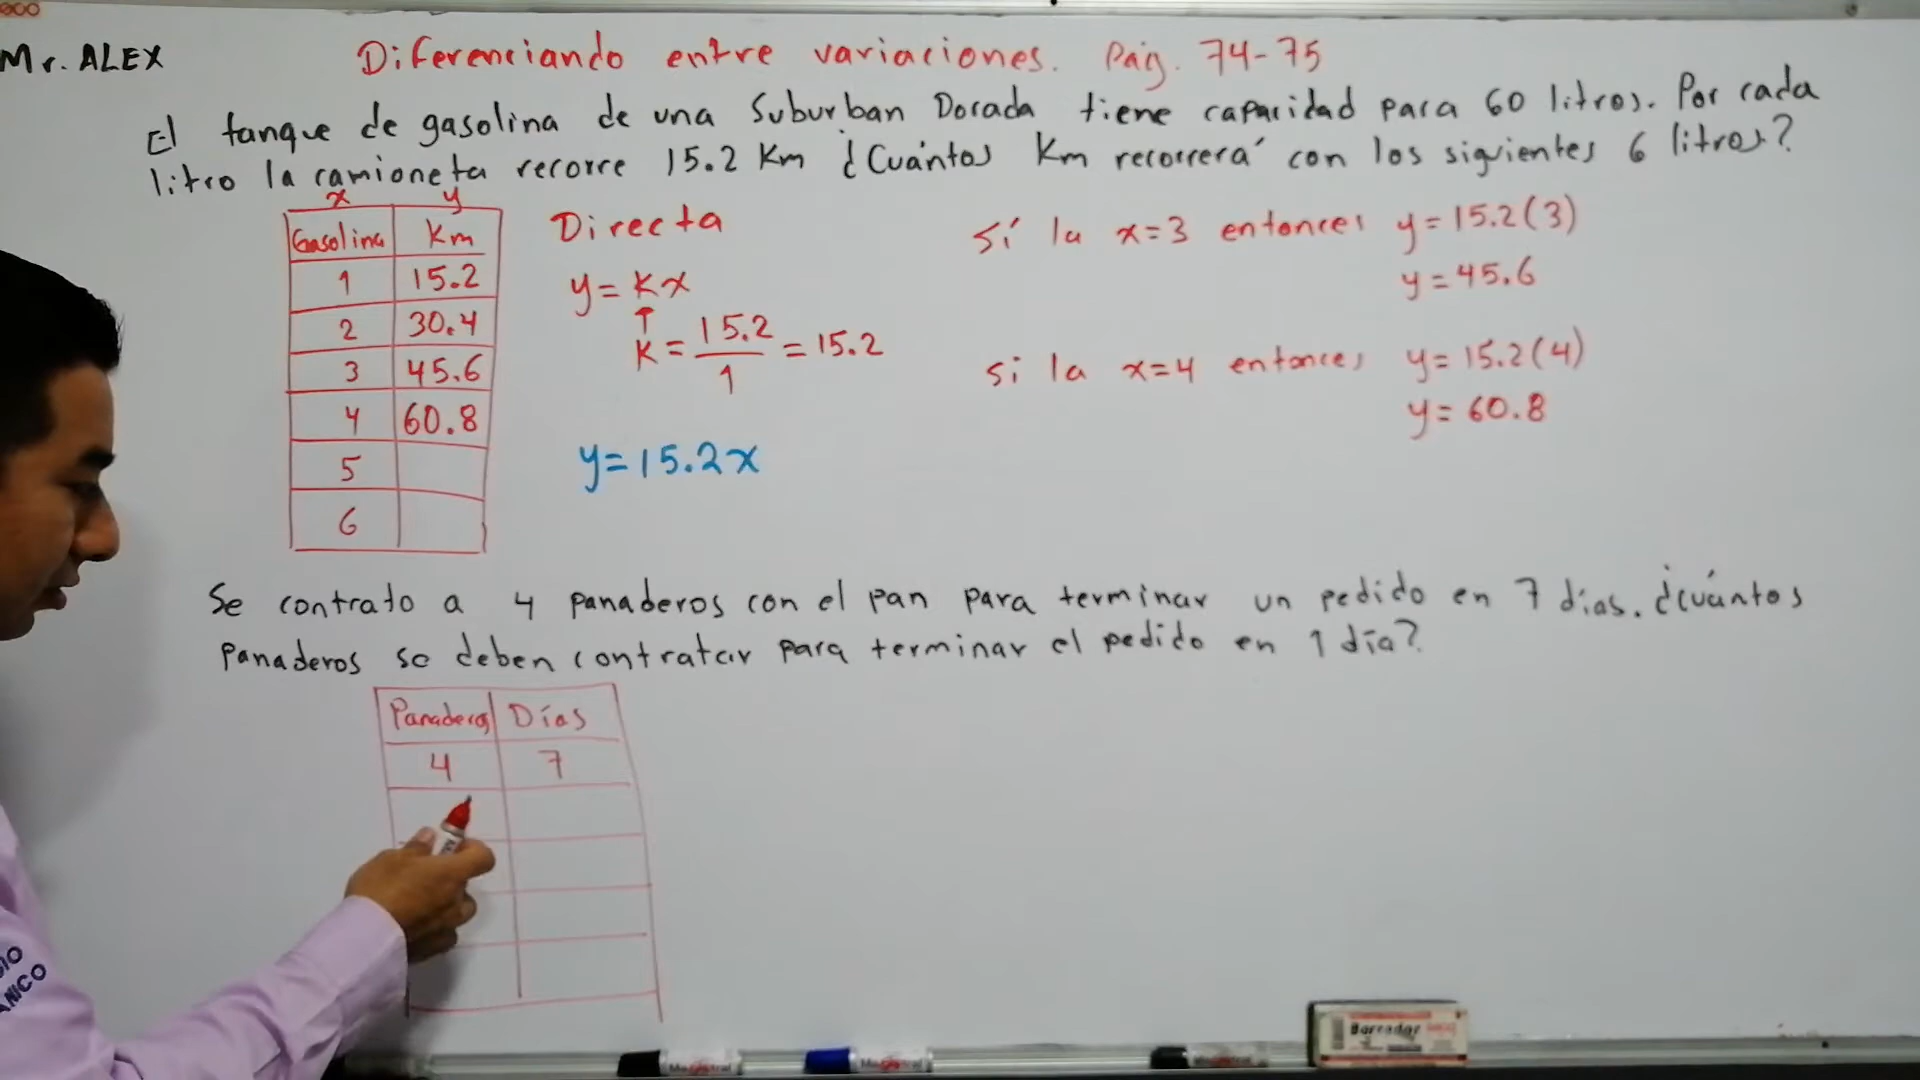 Mr. ALEX
Diferenciando entre variaciones. Pág. 74-75
El tanque de gasolina de una Suburban Dorada tiene capacidad para 60 litros. Por cada
litro la camioneta recorre 15.2 Km ¿Cuántos Km recorrerá con los siguientes 6 litros?
x y
Gasolina Km
1 15.2
2 30.4
3 45.6
4 60.8
5
6
Directa
y = Kx
K = 15.2/1 = 15.2
y=15.2x
Sí la x=3 entonces y=15.2(3)
y=45.6
si la x=4 entonces y=15.2(4)
y=60.8
Se contrato a 4 panaderos con el pan para terminar un pedido en 7 días. ¿Cuántos
panaderos se deben contratar para terminar el pedido en 1 día?
Panaderos Días
4 7
Borrador